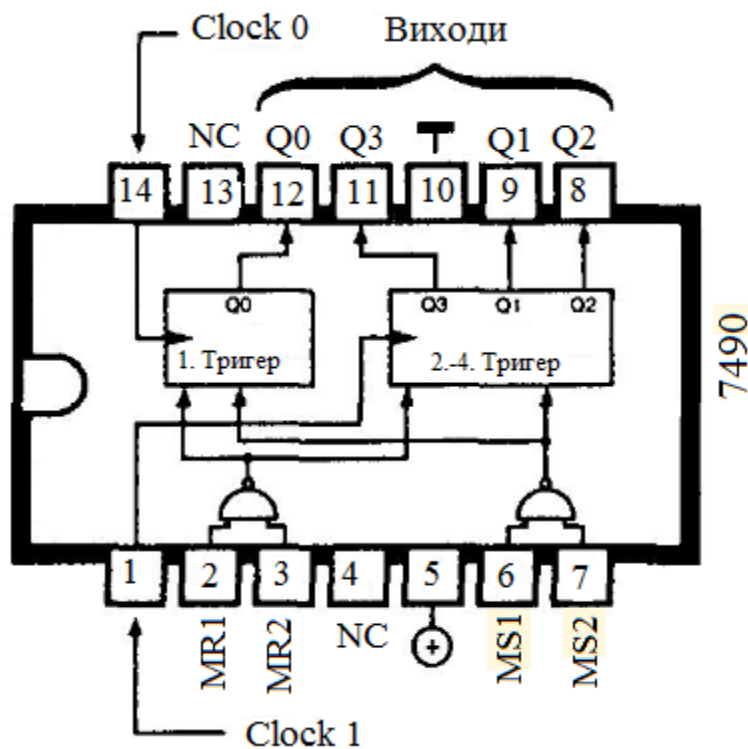 Clock 0
Виходи
NC Q0 Q3 Q1 Q2
14 13 12 11 10 9 8
Q0 Q3 Q1 Q2
1. Тригер 2.-4. Тригер
7490
1 2 3 4 5 6 7
MR1 MR2 NC MS1 MS2
Clock 1